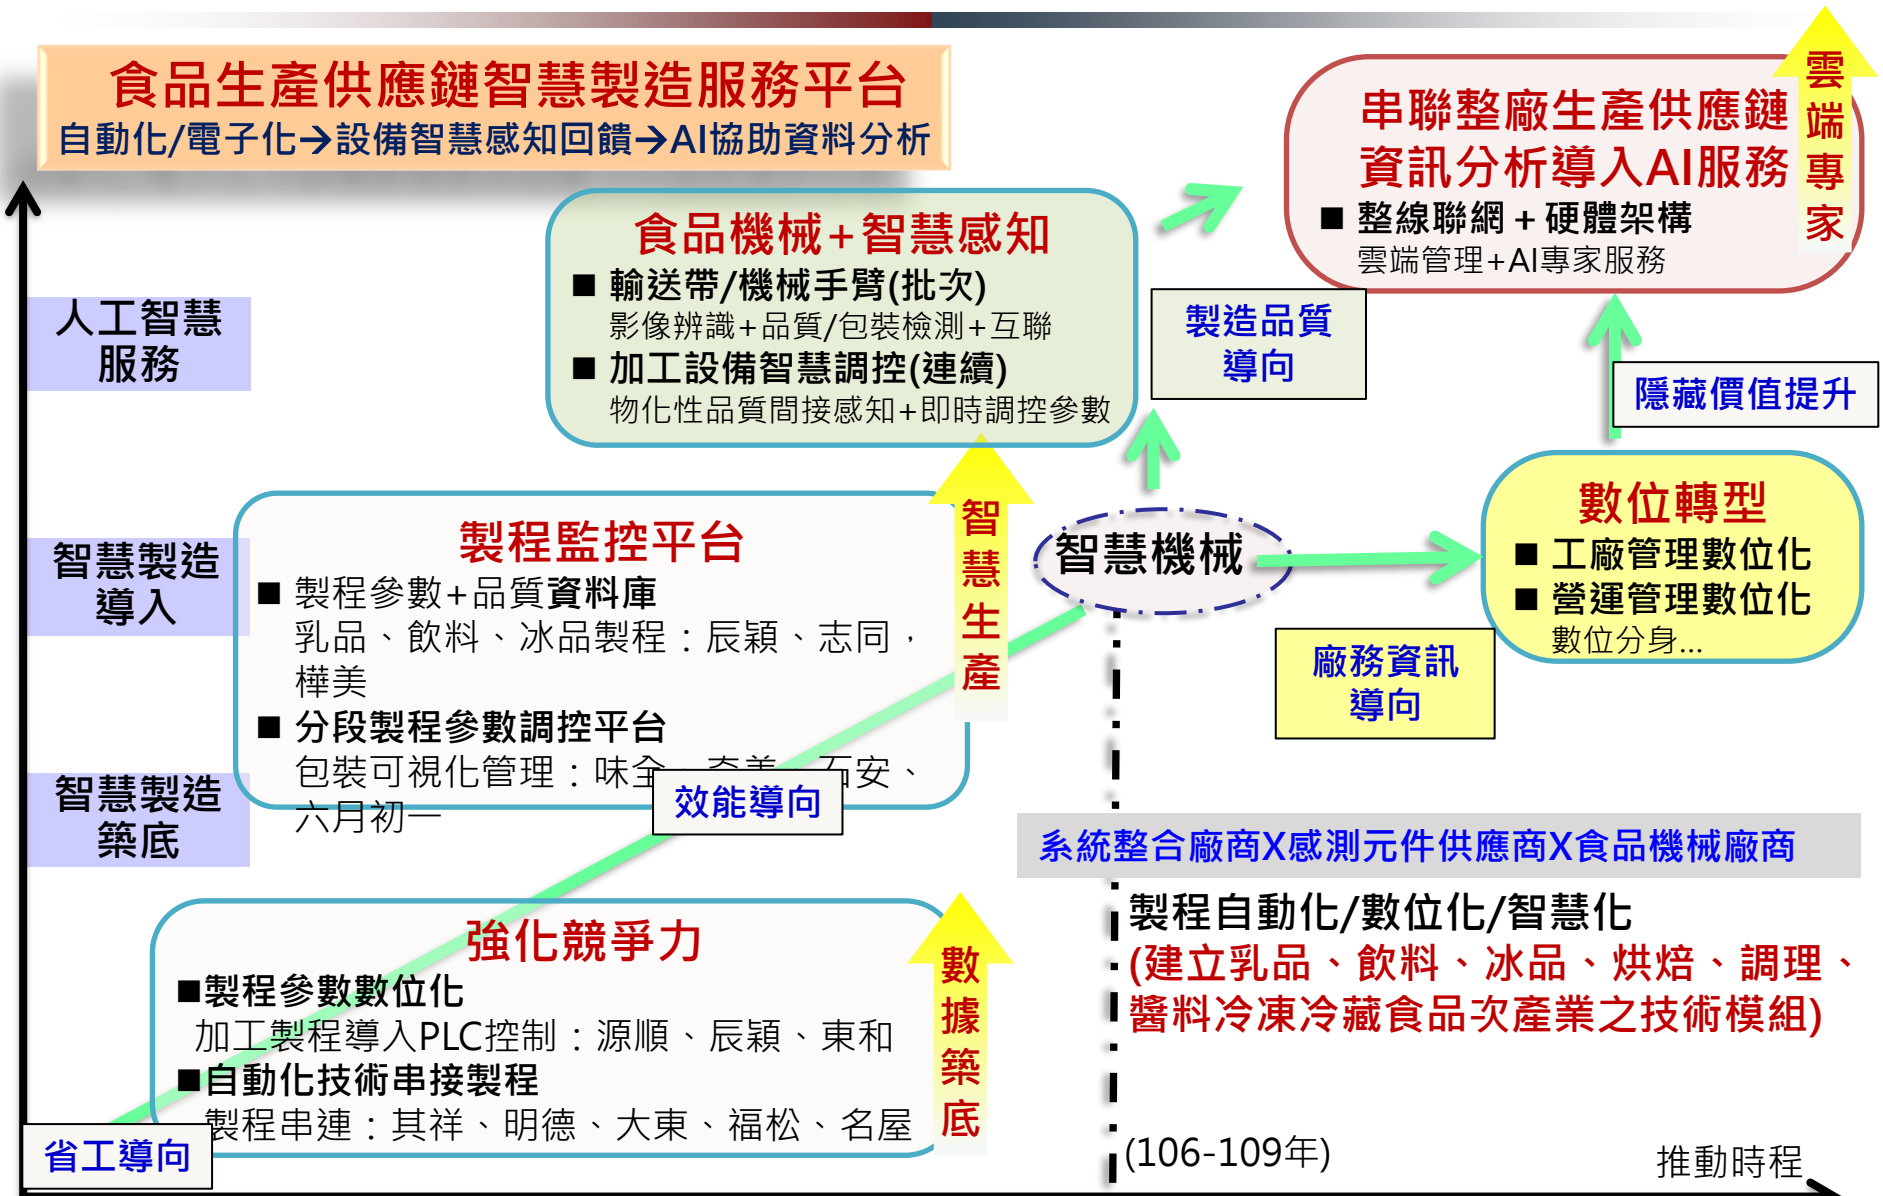 食品生產供應鏈智慧製造服務平台
自動化/電子化→設備智慧感知回饋→AI協助資料分析
串聯整廠生產供應鏈
資訊分析導入AI服務
■ 整線聯網+硬體架構
雲端管理+AI專家服務
雲端專家
食品機械+智慧感知
■ 輸送帶/機械手臂(批次)
影像辨識+品質/包裝檢測+互聯
■ 加工設備智慧調控(連續)
物化性品質間接感知+即時調控參數
製造品質
導向
隱藏價值提升
人工智慧
服務
智慧製造
導入
智慧製造
築底
製程監控平台
■ 製程參數+品質資料庫
乳品、飲料、冰品製程：辰穎、志同，
樺美
■ 分段製程參數調控平台
包裝可視化管理：味全、奇美、石安、
六月初一
智慧生產
效能導向
智慧機械
數位轉型
■ 工廠管理數位化
■ 營運管理數位化
數位分身...
廠務資訊
導向
系統整合廠商X感測元件供應商X食品機械廠商
製程自動化/數位化/智慧化
(建立乳品、飲料、冰品、烘焙、調理、
醬料冷凍冷藏食品次產業之技術模組)
強化競爭力
■製程參數數位化
加工製程導入PLC控制：源順、辰穎、東和
■自動化技術串接製程
製程串連：其祥、明德、大東、福松、名屋
數據築底
省工導向
(106-109年)
推動時程